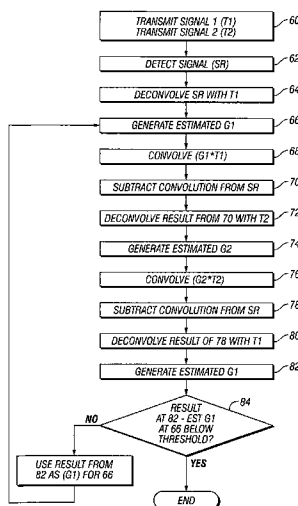 TRANSMIT SIGNAL 1 (T1)
TRANSMIT SIGNAL 2 (T2)
60
DETECT SIGNAL (SR)
62
DECONVOLVE SR WITH T1
64
GENERATE ESTIMATED G1
66
CONVOLVE (G1*T1)
68
SUBTRACT CONVOLUTION FROM SR
70
DECONVOLVE RESULT FROM 70 WITH T2
72
GENERATE ESTIMATED G2
74
CONVOLVE (G2*T2)
76
SUBTRACT CONVOLUTION FROM SR
78
DECONVOLVE RESULT OF 78 WITH T1
80
GENERATE ESTIMATED G1
82
RESULT
AT 82 - EST G1
AT 66 BELOW
THRESHOLD?
84
NO
YES
USE RESULT FROM
82 AS (G1) FOR 66
END